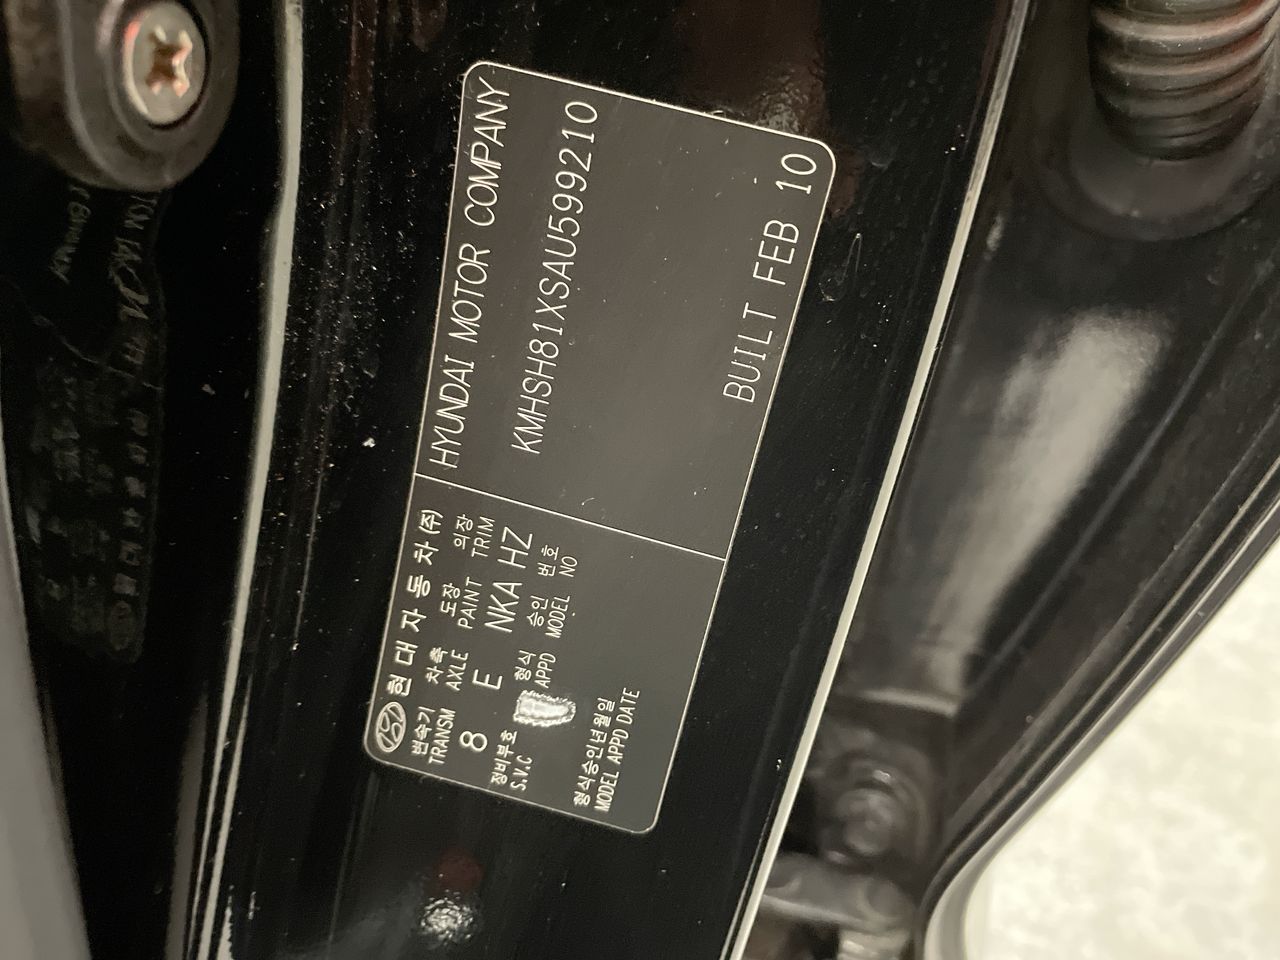 HYUNDAI MOTOR COMPANY
KMHSH81XSAU599210
BUILT FEB 10
현대자동차(주)
변속기 차축 도장 의장
TRANSM AXLE PAINT TRIM
8 E NKA HZ
정비부호 형식 승인 번호
S.V.C APPD MODEL NO
형식승인년월일
MODEL APPD DATE